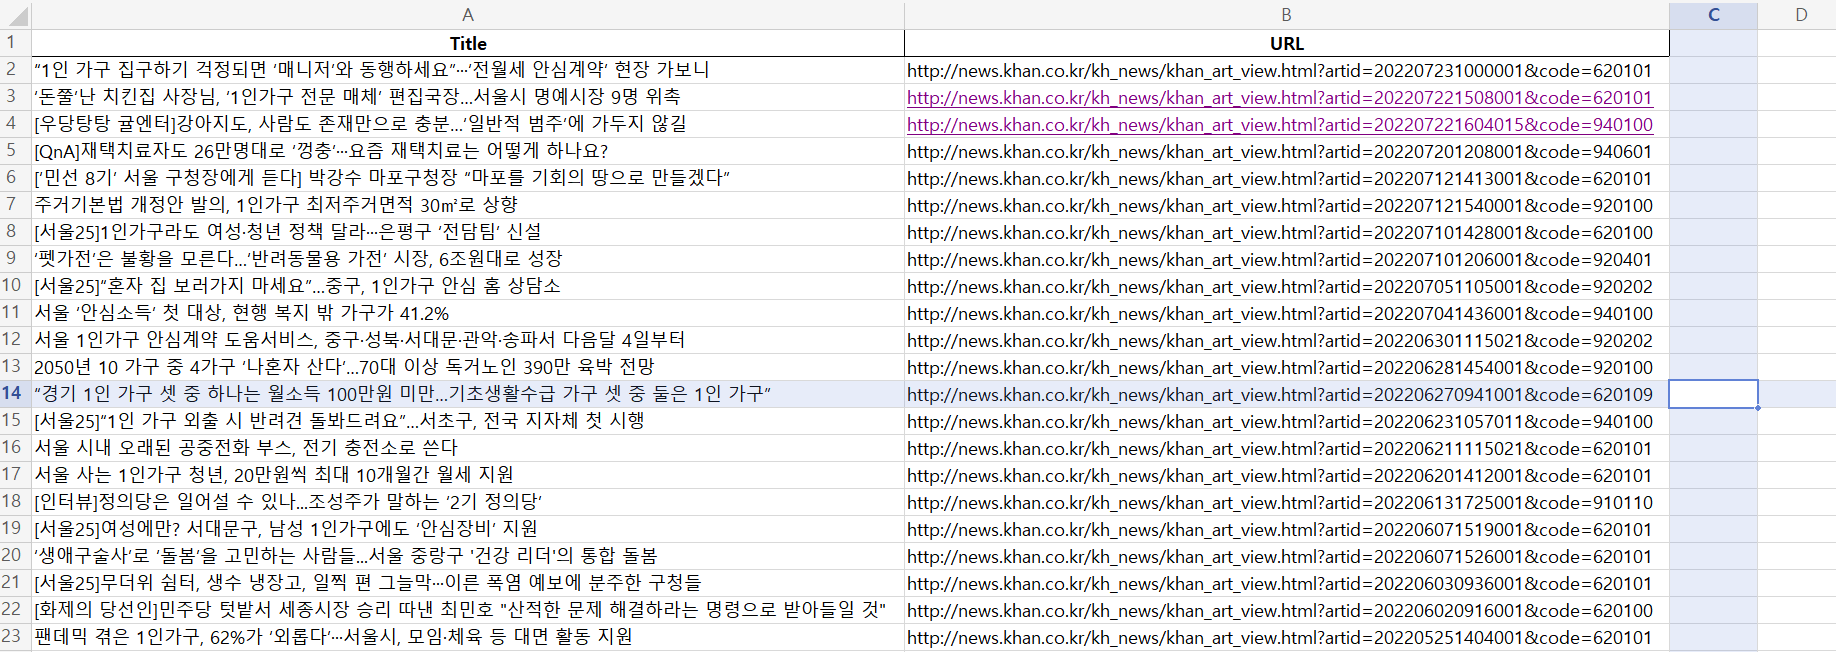 A B C D
1 Title URL
2 “1인 가구 집구하기 걱정되면 ‘매니저’와 동행하세요”···‘전월세 안심계약’ 현장 가보니 http://news.khan.co.kr/kh_news/khan_art_view.html?artid=202207231000001&code=620101
3 ‘돈쭐’난 치킨집 사장님, ‘1인가구 전문 매체’ 편집국장…서울시 명예시장 9명 위촉 http://news.khan.co.kr/kh_news/khan_art_view.html?artid=202207221508001&code=620101
4 [우당탕탕 귤엔터]강아지도, 사람도 존재만으로 충분…‘일반적 범주’에 가두지 않길 http://news.khan.co.kr/kh_news/khan_art_view.html?artid=202207221604015&code=940100
5 [QnA]재택치료자도 26만명대로 ‘껑충’···요즘 재택치료는 어떻게 하나요? http://news.khan.co.kr/kh_news/khan_art_view.html?artid=202207201208001&code=940601
6 [‘민선 8기’ 서울 구청장에게 듣다] 박강수 마포구청장 “마포를 기회의 땅으로 만들겠다” http://news.khan.co.kr/kh_news/khan_art_view.html?artid=202207121413001&code=620101
7 주거기본법 개정안 발의, 1인가구 최저주거면적 30㎡로 상향 http://news.khan.co.kr/kh_news/khan_art_view.html?artid=202207121540001&code=920100
8 [서울25]1인가구라도 여성·청년 정책 달라···은평구 ‘전담팀’ 신설 http://news.khan.co.kr/kh_news/khan_art_view.html?artid=202207101428001&code=620100
9 ‘펫가전’은 불황을 모른다…‘반려동물용 가전’ 시장, 6조원대로 성장 http://news.khan.co.kr/kh_news/khan_art_view.html?artid=202207101206001&code=920401
10 [서울25]“혼자 집 보러가지 마세요”…중구, 1인가구 안심 홈 상담소 http://news.khan.co.kr/kh_news/khan_art_view.html?artid=202207051105001&code=920202
11 서울 ‘안심소득’ 첫 대상, 현행 복지 밖 가구가 41.2% http://news.khan.co.kr/kh_news/khan_art_view.html?artid=202207041436001&code=940100
12 서울 1인가구 안심계약 도움서비스, 중구·성북·서대문·관악·송파서 다음달 4일부터 http://news.khan.co.kr/kh_news/khan_art_view.html?artid=202206301115021&code=920202
13 2050년 10 가구 중 4가구 ‘나혼자 산다’…70대 이상 독거노인 390만 육박 전망 http://news.khan.co.kr/kh_news/khan_art_view.html?artid=202206281454001&code=920100
14 “경기 1인 가구 셋 중 하나는 월소득 100만원 미만…기초생활수급 가구 셋 중 둘은 1인 가구” http://news.khan.co.kr/kh_news/khan_art_view.html?artid=202206270941001&code=620109
15 [서울25]“1인 가구 외출 시 반려견 돌봐드려요”…서초구, 전국 지자체 첫 시행 http://news.khan.co.kr/kh_news/khan_art_view.html?artid=202206231057011&code=940100
16 서울 시내 오래된 공중전화 부스, 전기 충전소로 쓴다 http://news.khan.co.kr/kh_news/khan_art_view.html?artid=202206211115021&code=620101
17 서울 사는 1인가구 청년, 20만원씩 최대 10개월간 월세 지원 http://news.khan.co.kr/kh_news/khan_art_view.html?artid=202206201412001&code=620101
18 [인터뷰]정의당은 일어설 수 있나…조성주가 말하는 ‘2기 정의당’ http://news.khan.co.kr/kh_news/khan_art_view.html?artid=202206131725001&code=910110
19 [서울25]여성에만? 서대문구, 남성 1인가구에도 ‘안심장비’ 지원 http://news.khan.co.kr/kh_news/khan_art_view.html?artid=202206071519001&code=620101
20 ‘생애구술사’로 ‘돌봄’을 고민하는 사람들…서울 중랑구 '건강 리더'의 통합 돌봄 http://news.khan.co.kr/kh_news/khan_art_view.html?artid=202206071526001&code=620101
21 [서울25]무더위 쉼터, 생수 냉장고, 일찍 편 그늘막···이른 폭염 예보에 분주한 구청들 http://news.khan.co.kr/kh_news/khan_art_view.html?artid=202206030936001&code=620101
22 [화제의 당선인]민주당 텃밭서 세종시장 승리 따낸 최민호 "산적한 문제 해결하라는 명령으로 받아들일 것" http://news.khan.co.kr/kh_news/khan_art_view.html?artid=202206020916001&code=620100
23 팬데믹 겪은 1인가구, 62%가 ‘외롭다’···서울시, 모임·체육 등 대면 활동 지원 http://news.khan.co.kr/kh_news/khan_art_view.html?artid=202205251404001&code=620101